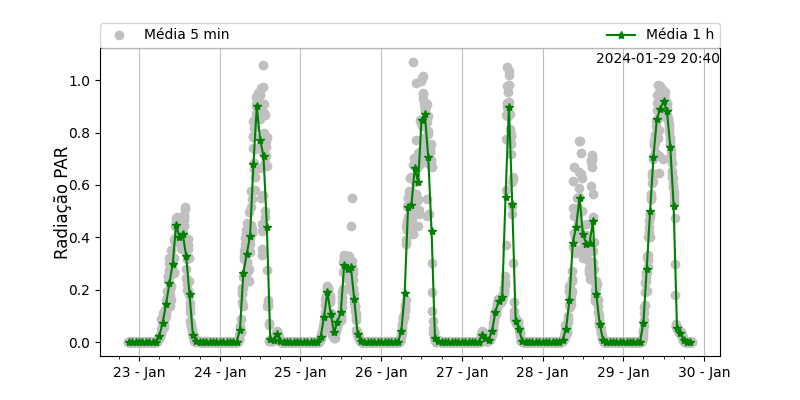 Média 5 min
Média 1 h
2024-01-29 20:40
Radiação PAR
1.0
0.8
0.6
0.4
0.2
0.0
23 - Jan
24 - Jan
25 - Jan
26 - Jan
27 - Jan
28 - Jan
29 - Jan
30 - Jan